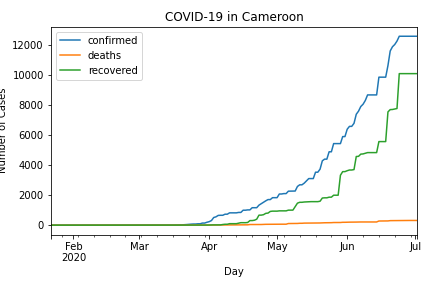 COVID-19 in Cameroon
confirmed
deaths
recovered
12000
10000
8000
6000
4000
2000
0
Number of Cases
Feb
2020
Mar
Apr
May
Jun
Jul
Day